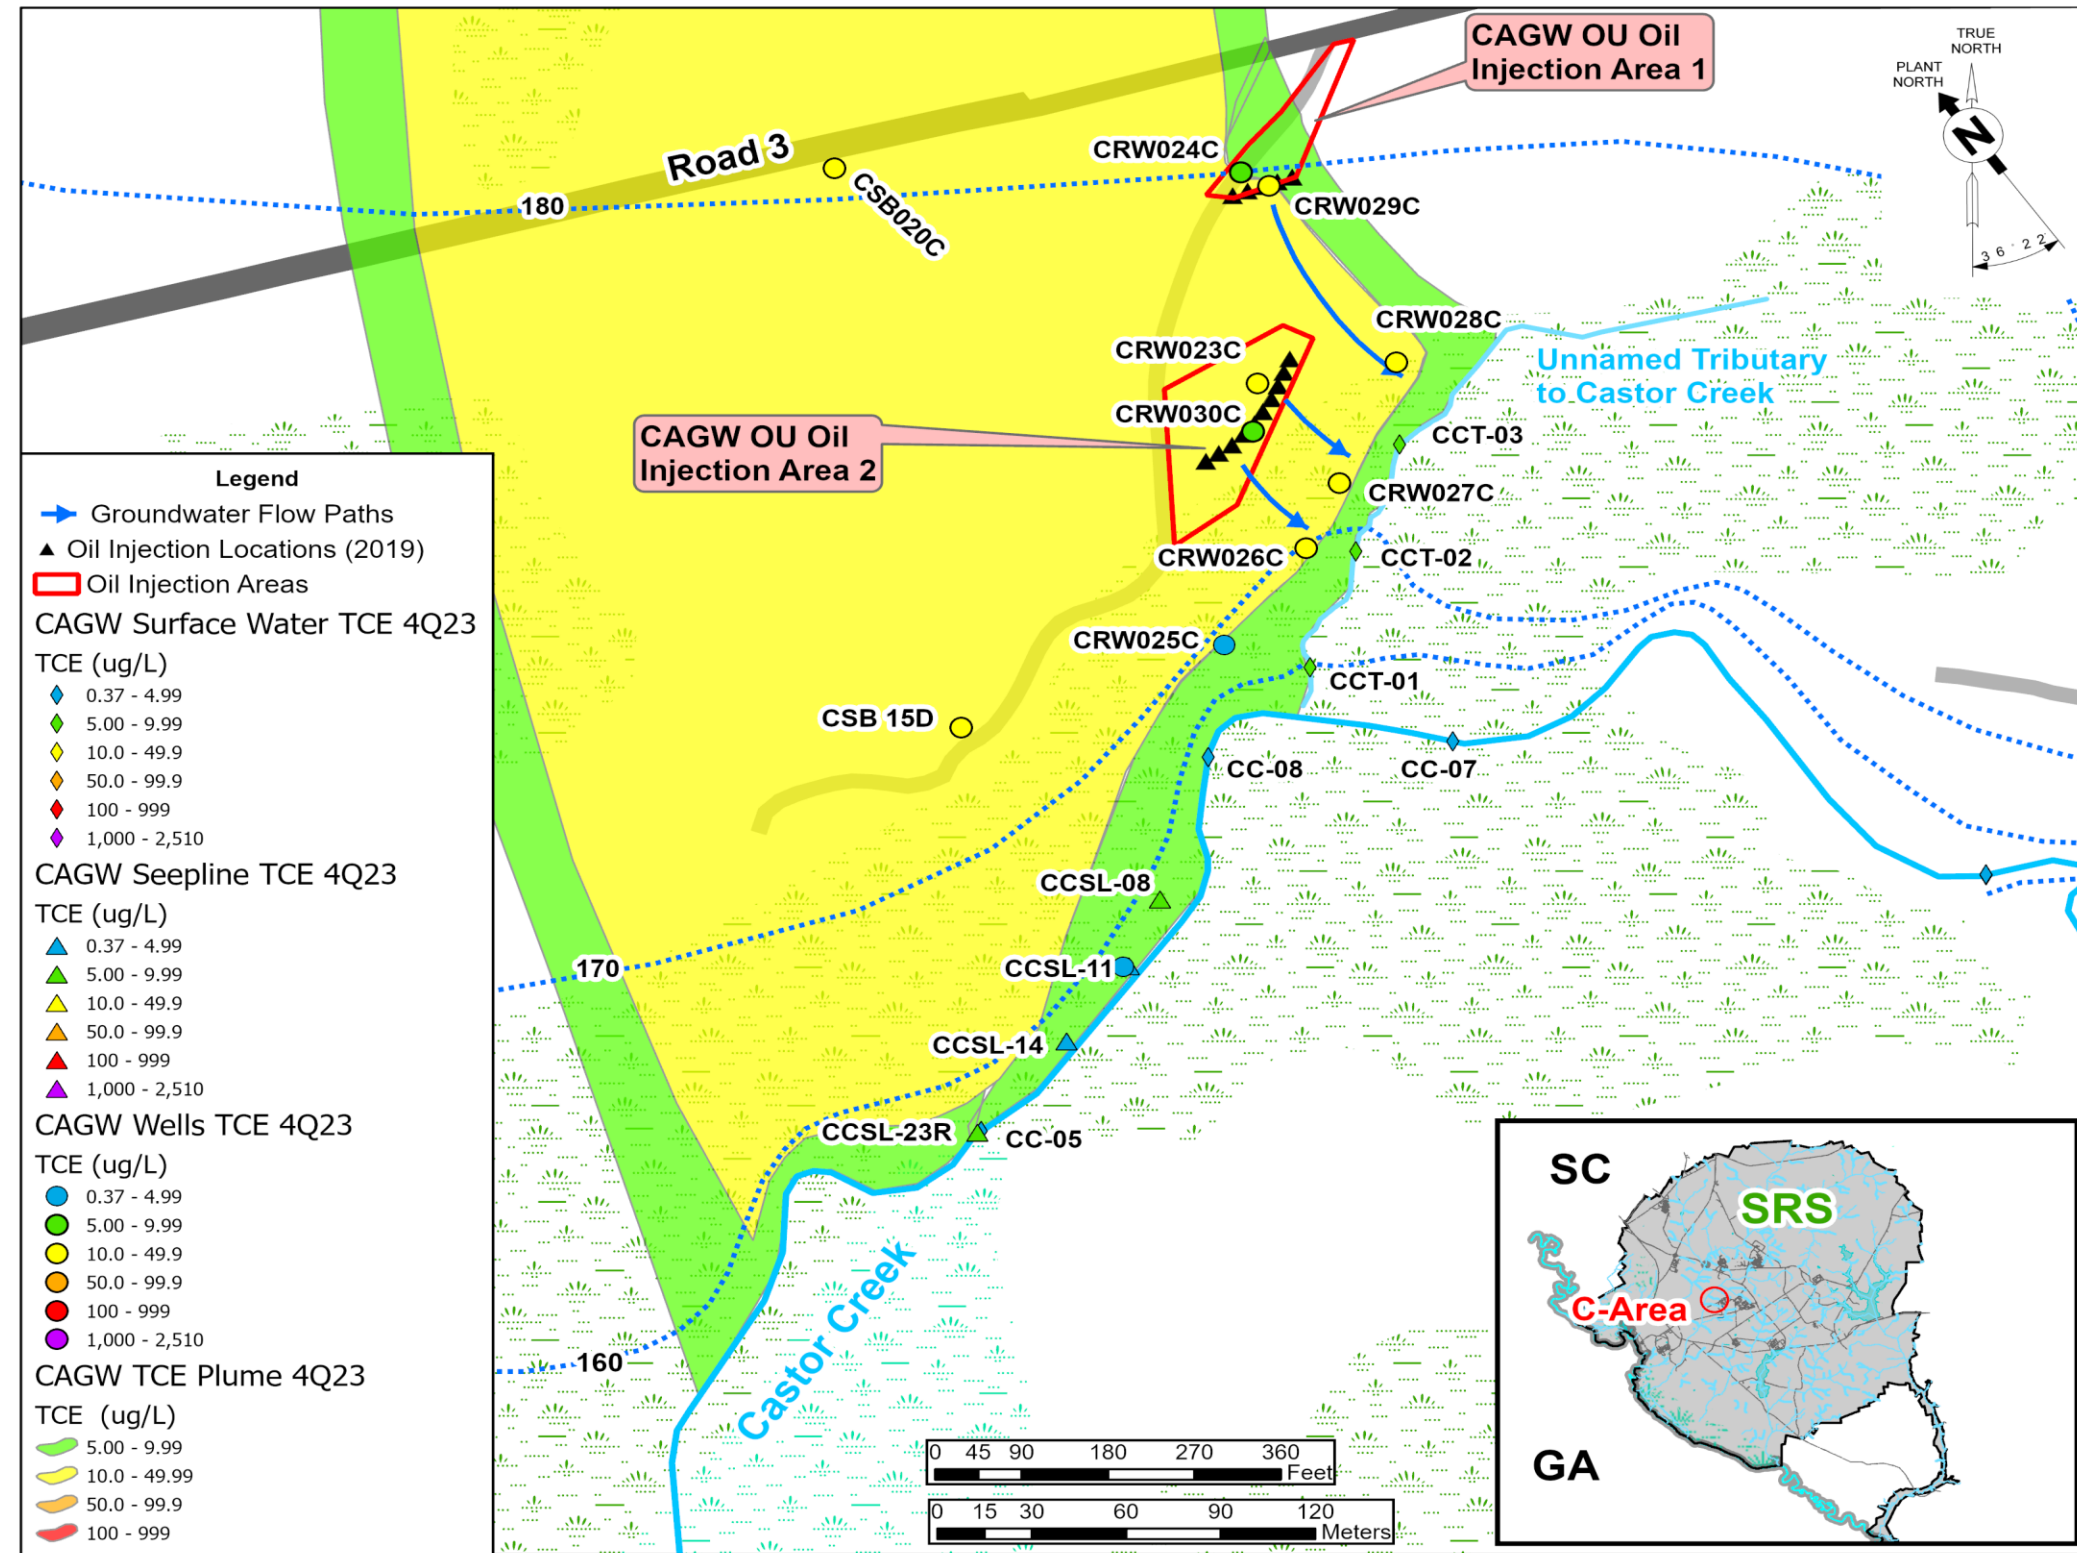 CAGW OU Oil
Injection Area 1
TRUE
NORTH
PLANT
NORTH
N
36°22'
Road 3
CRW024C
CSB020C
180
CRW029C
CRW028C
CRW023C
Unnamed Tributary
to Castor Creek
CRW030C
CAGW OU Oil
Injection Area 2
CCT-03
CRW027C
CRW026C
CCT-02
CRW025C
CCT-01
CSB 15D
CC-08
CC-07
CCSL-08
170
CCSL-11
CCSL-14
CCSL-23R
CC-05
160
Castor Creek
Legend
Groundwater Flow Paths
Oil Injection Locations (2019)
Oil Injection Areas
CAGW Surface Water TCE 4Q23
TCE (ug/L)
0.37 - 4.99
5.00 - 9.99
10.0 - 49.9
50.0 - 99.9
100 - 999
1,000 - 2,510
CAGW Seepline TCE 4Q23
TCE (ug/L)
0.37 - 4.99
5.00 - 9.99
10.0 - 49.9
50.0 - 99.9
100 - 999
1,000 - 2,510
CAGW Wells TCE 4Q23
TCE (ug/L)
0.37 - 4.99
5.00 - 9.99
10.0 - 49.9
50.0 - 99.9
100 - 999
1,000 - 2,510
CAGW TCE Plume 4Q23
TCE (ug/L)
5.00 - 9.99
10.0 - 49.99
50.0 - 99.9
100 - 999
0 45 90 180 270 360
Feet
0 15 30 60 90 120
Meters
SC
SRS
C-Area
GA